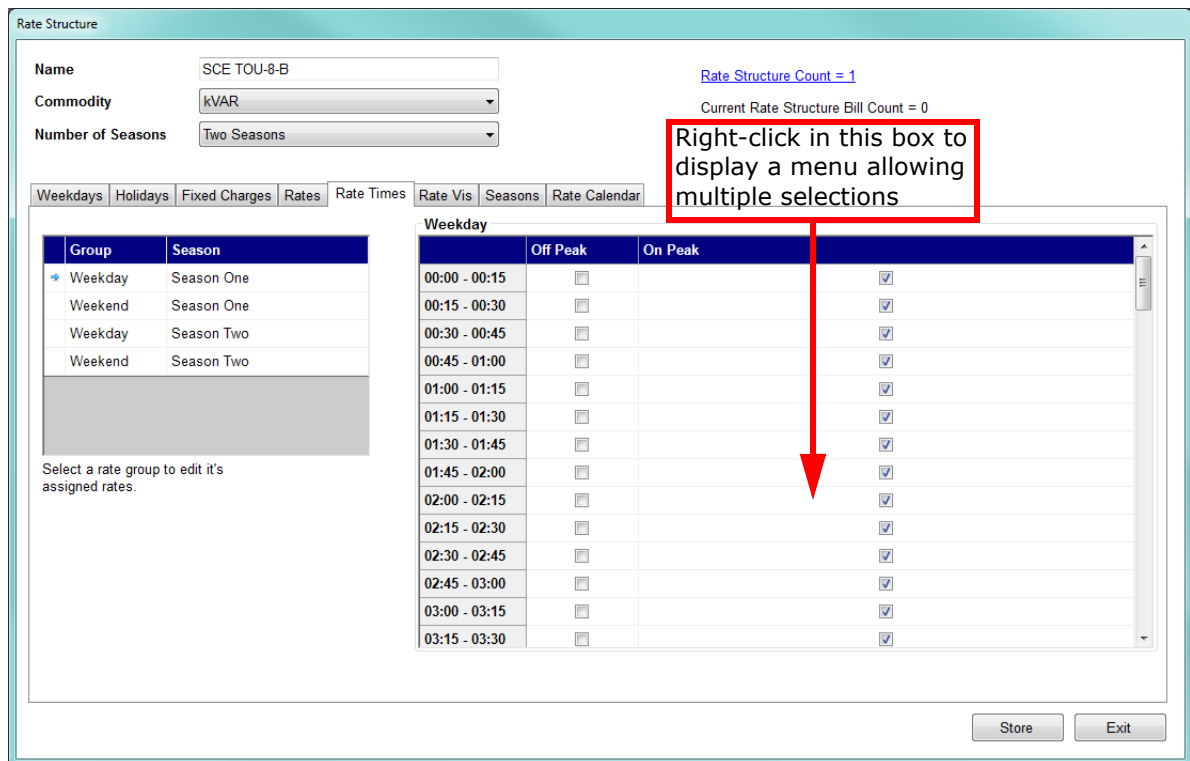 Rate Structure
Name SCE TOU-8-B
Commodity kVAR
Number of Seasons Two Seasons
Rate Structure Count = 1
Current Rate Structure Bill Count = 0
Right-click in this box to
display a menu allowing
multiple selections
Weekdays Holidays Fixed Charges Rates Rate Times Rate Vis Seasons Rate Calendar
Group Season
Weekday Season One
Weekend Season One
Weekday Season Two
Weekend Season Two
Select a rate group to edit it's
assigned rates.
Weekday
Off Peak On Peak
00:00 - 00:15
00:15 - 00:30
00:30 - 00:45
00:45 - 01:00
01:00 - 01:15
01:15 - 01:30
01:30 - 01:45
01:45 - 02:00
02:00 - 02:15
02:15 - 02:30
02:30 - 02:45
02:45 - 03:00
03:00 - 03:15
03:15 - 03:30
Store Exit